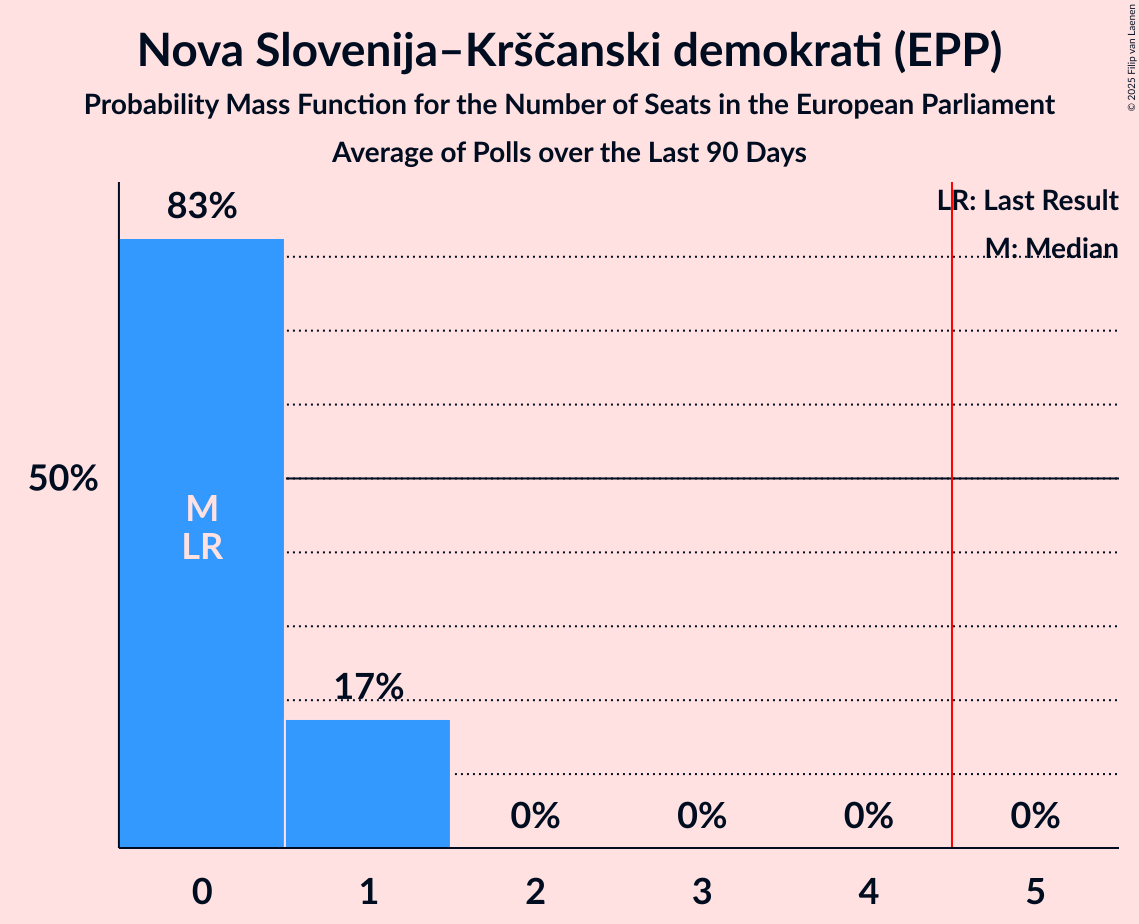 Nova Slovenija–Krščanski demokrati (EPP)
Probability Mass Function for the Number of Seats in the European Parliament
Average of Polls over the Last 90 Days
© 2025 Filip van Laenen
LR: Last Result
M: Median
83%
50%
M
LR
17%
0%
0%
0%
0%
0
1
2
3
4
5